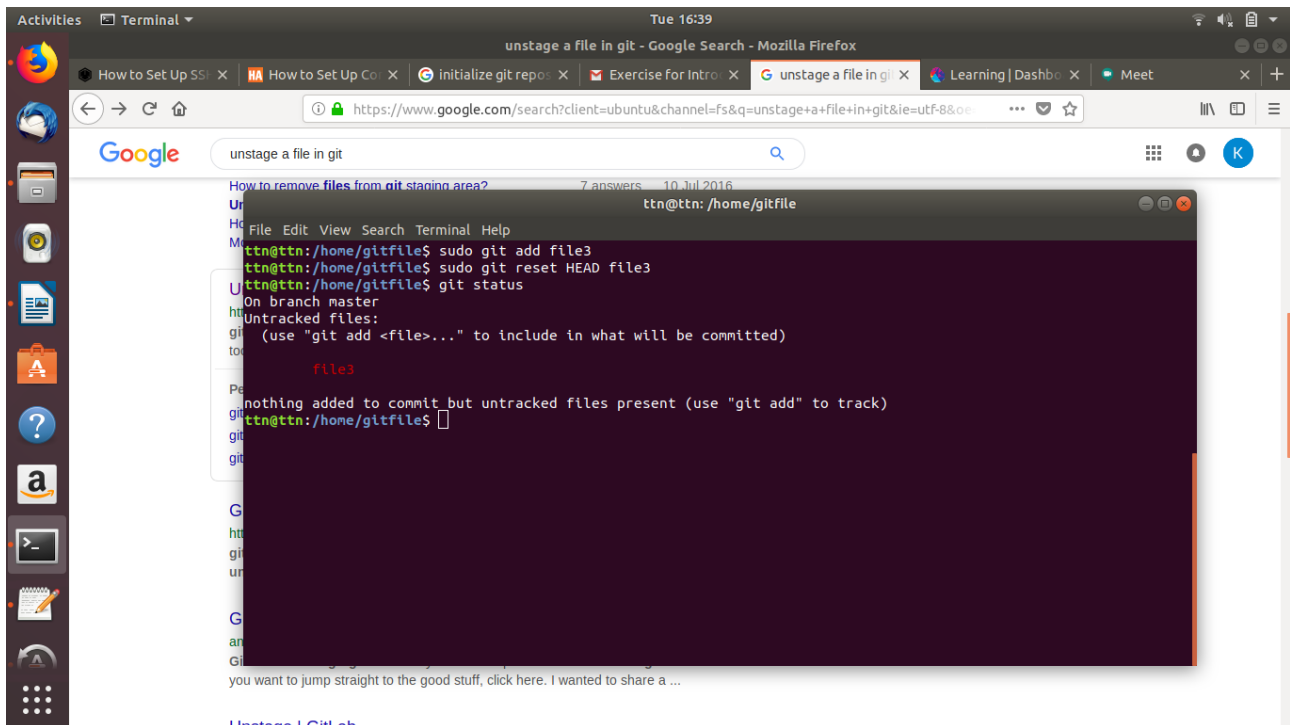 Activities Terminal Tue 16:39
unstage a file in git - Google Search - Mozilla Firefox
How to Set Up SSH HA How to Set Up Co initialize git repos Exercise for Intro unstage a file in gi Learning | Dashbo Meet
https://www.google.com/search?client=ubuntu&channel=fs&q=unstage+a+file+in+git&ie=utf-8&oe
Google unstage a file in git K
How to remove files from git staging area? 7 answers 10 Jul 2016
ttn@ttn: /home/gitfile
File Edit View Search Terminal Help
ttn@ttn:/home/gitfile$ sudo git add file3
ttn@ttn:/home/gitfile$ sudo git reset HEAD file3
ttn@ttn:/home/gitfile$ git status
On branch master
Untracked files:
(use "git add <file>..." to include in what will be committed)
file3
nothing added to commit but untracked files present (use "git add" to track)
ttn@ttn:/home/gitfile$
you want to jump straight to the good stuff, click here. I wanted to share a ...
Unstage | GitLab